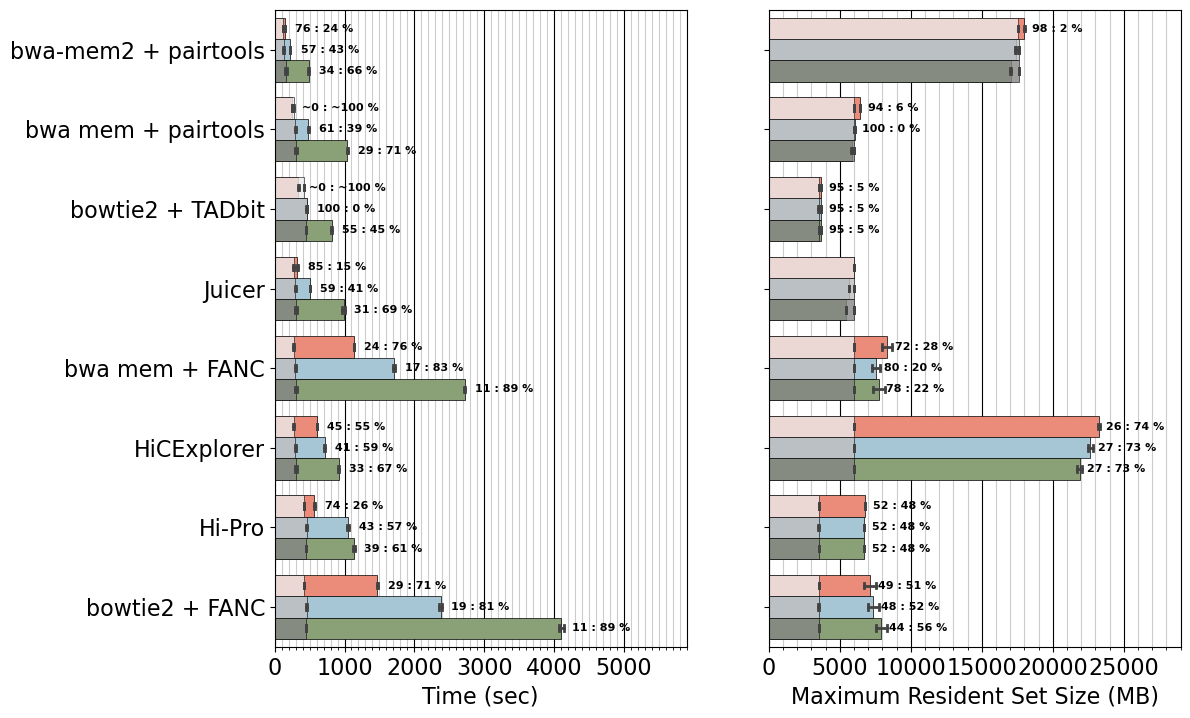 bwa-mem2 + pairtools
76 : 24 %
57 : 43 %
34 : 66 %
98 : 2 %
bwa mem + pairtools
~0 : ~100 %
61 : 39 %
29 : 71 %
94 : 6 %
100 : 0 %
bowtie2 + TADbit
~0 : ~100 %
100 : 0 %
55 : 45 %
95 : 5 %
95 : 5 %
95 : 5 %
Juicer
85 : 15 %
59 : 41 %
31 : 69 %
bwa mem + FANC
24 : 76 %
17 : 83 %
11 : 89 %
72 : 28 %
80 : 20 %
78 : 22 %
HiCExplorer
45 : 55 %
41 : 59 %
33 : 67 %
26 : 74 %
27 : 73 %
27 : 73 %
Hi-Pro
74 : 26 %
43 : 57 %
39 : 61 %
52 : 48 %
52 : 48 %
52 : 48 %
bowtie2 + FANC
29 : 71 %
19 : 81 %
11 : 89 %
49 : 51 %
48 : 52 %
44 : 56 %
0 1000 2000 3000 4000 5000
Time (sec)
0 5000 10000 15000 20000 25000
Maximum Resident Set Size (MB)